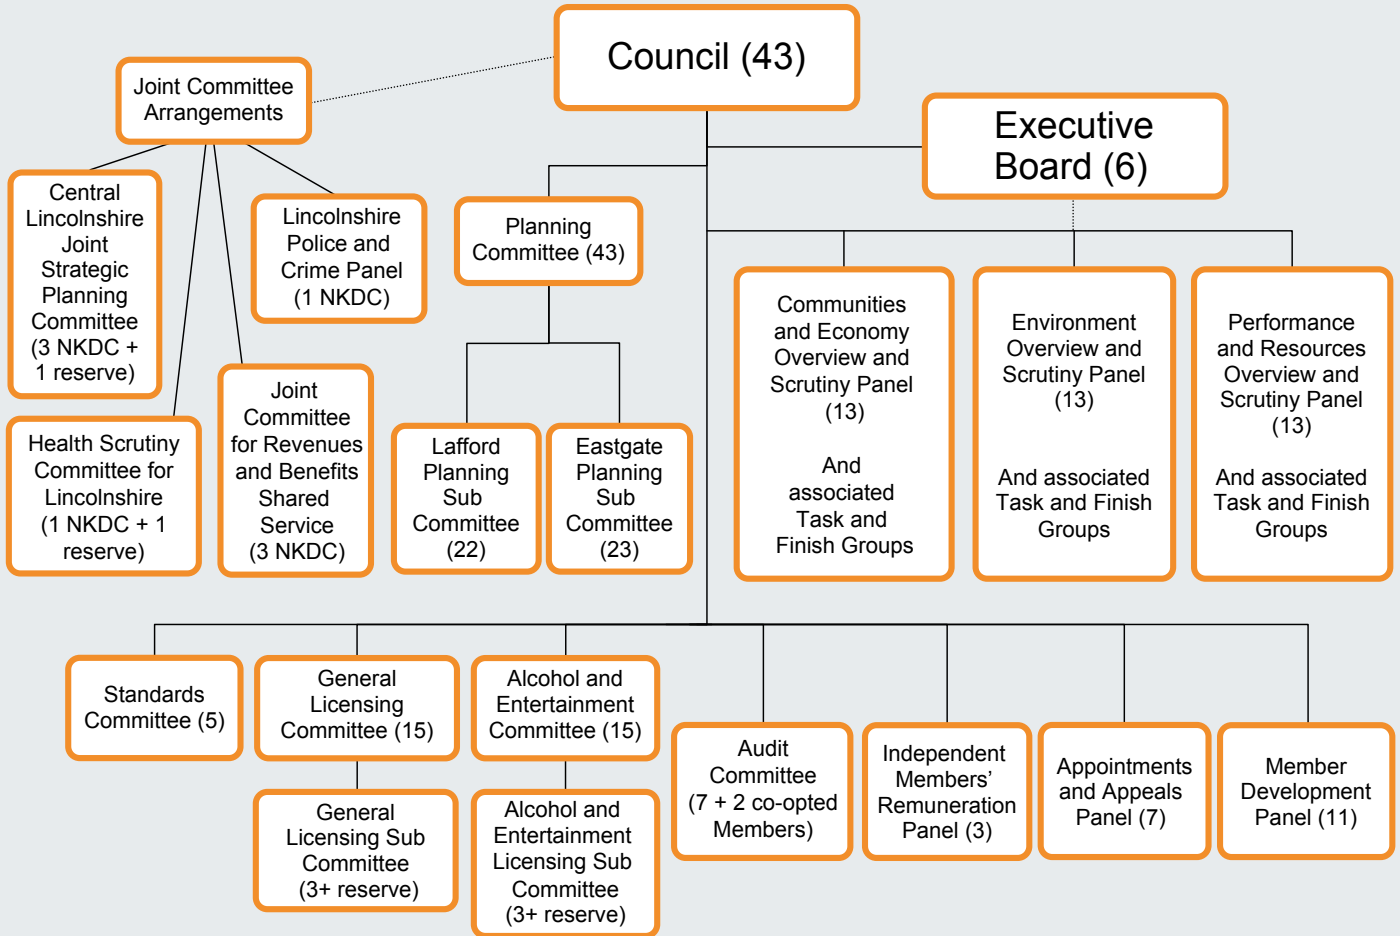 Council (43)
Joint Committee
Arrangements
Executive
Board (6)
Central
Lincolnshire
Joint
Strategic
Planning
Committee
(3 NKDC +
1 reserve)
Lincolnshire
Police and
Crime Panel
(1 NKDC)
Health Scrutiny
Committee for
Lincolnshire
(1 NKDC + 1
reserve)
Joint
Committee
for Revenues
and Benefits
Shared
Service
(3 NKDC)
Planning
Committee (43)
Lafford
Planning
Sub
Committee
(22)
Eastgate
Planning
Sub
Committee
(23)
Communities
and Economy
Overview and
Scrutiny Panel
(13)
And
associated
Task and
Finish Groups
Environment
Overview and
Scrutiny Panel
(13)
And associated
Task and Finish
Groups
Performance
and Resources
Overview and
Scrutiny Panel
(13)
And associated
Task and Finish
Groups
Standards
Committee (5)
General
Licensing
Committee (15)
General
Licensing Sub
Committee
(3+ reserve)
Alcohol and
Entertainment
Committee (15)
Alcohol and
Entertainment
Licensing Sub
Committee
(3+ reserve)
Audit
Committee
(7 + 2 co-opted
Members)
Independent
Members’
Remuneration
Panel (3)
Appointments
and Appeals
Panel (7)
Member
Development
Panel (11)